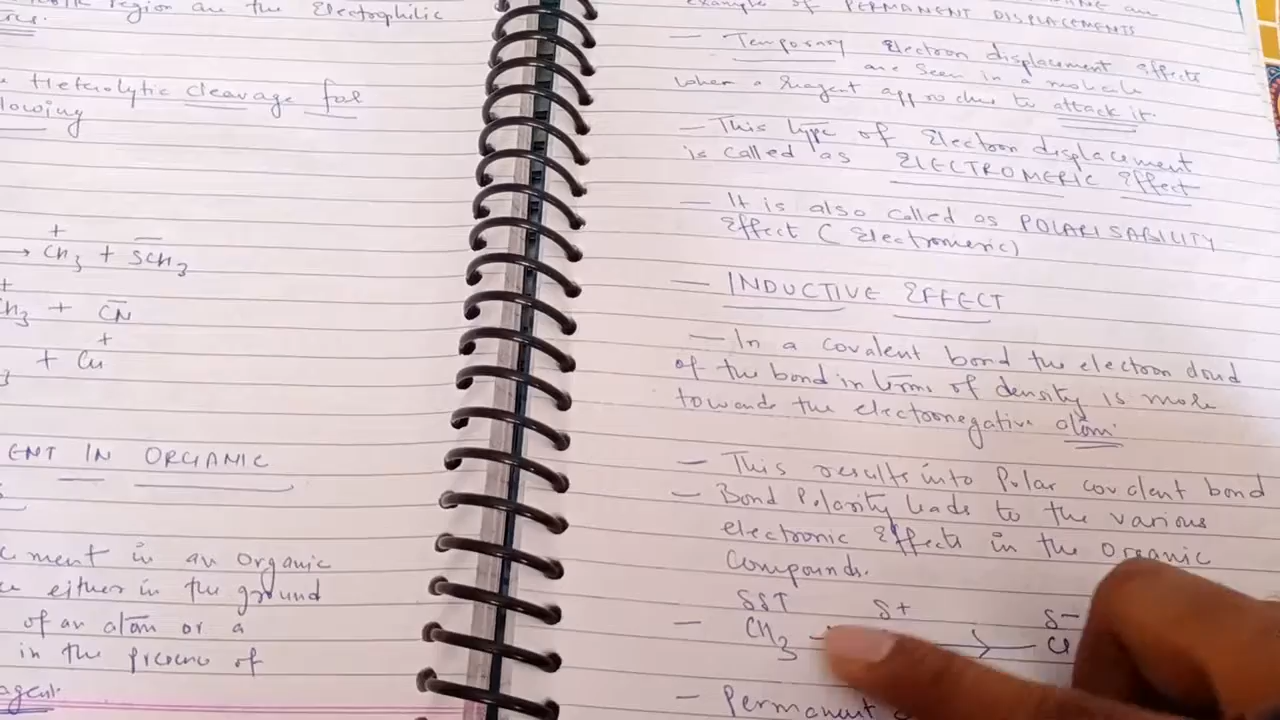 region are the Electrophilic
Heterolytic cleavage for
lowing
+
→ CH3 + S̄CH3
+
CH3 + C̄N
+
+ Cu
3
ENT IN ORGANIC
s
cement in an organic
either in the ground
of an atom or a
in the presence of
agent.
example of PERMANENT DISPLACEMENTS
— Temporary Electron displacement effects
are seen in a molecule
when a reagent approches to attack it.
— This type of Electron displacement
is called as ELECTROMERIC Effect
— It is also called as POLARISABILITY
Effect (Electromeric)
— INDUCTIVE EFFECT
— In a covalent bond the electron cloud
of the bond in terms of density is more
towards the electronegative atom.
— This results into Polar covalent bond
— Bond Polarity leads to the various
electronic Effects in the Organic
Compounds.
δδ+ δ+ δ-
— CH3 → Cl
— Permanent